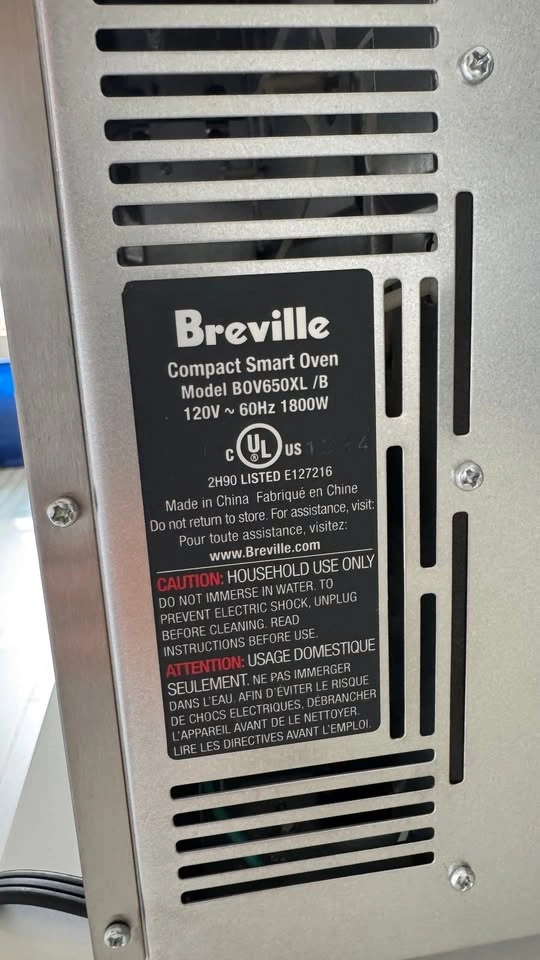 Breville
Compact Smart Oven
Model BOV650XL /B
120V ~ 60Hz 1800W
C UL ® US
2H90 LISTED E127216
Made in China Fabriqué en Chine
Do not return to store. For assistance, visit:
Pour toute assistance, visitez:
www.Breville.com
CAUTION: HOUSEHOLD USE ONLY
DO NOT IMMERSE IN WATER. TO
PREVENT ELECTRIC SHOCK, UNPLUG
BEFORE CLEANING. READ
INSTRUCTIONS BEFORE USE.
ATTENTION: USAGE DOMESTIQUE
SEULEMENT. NE PAS IMMERGER
DANS L'EAU. AFIN D'ÉVITER LE RISQUE
DE CHOCS ELECTRIQUES, DÉBRANCHER
L'APPAREIL AVANT DE LE NETTOYER.
LIRE LES DIRECTIVES AVANT L'EMPLOI.